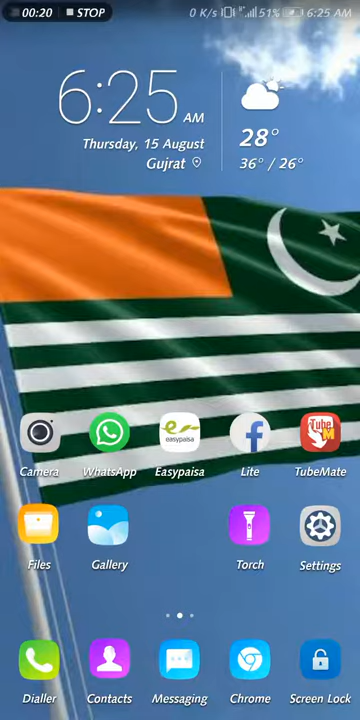 00:20 STOP
0 K/s 51% 6:25 AM
6:25 AM
Thursday, 15 August
Gujrat
28°
36° / 26°
easypaisa
Tube
M
Camera WhatsApp Easypaisa Lite TubeMate
Files Gallery Torch Settings
Dialler Contacts Messaging Chrome Screen Lock